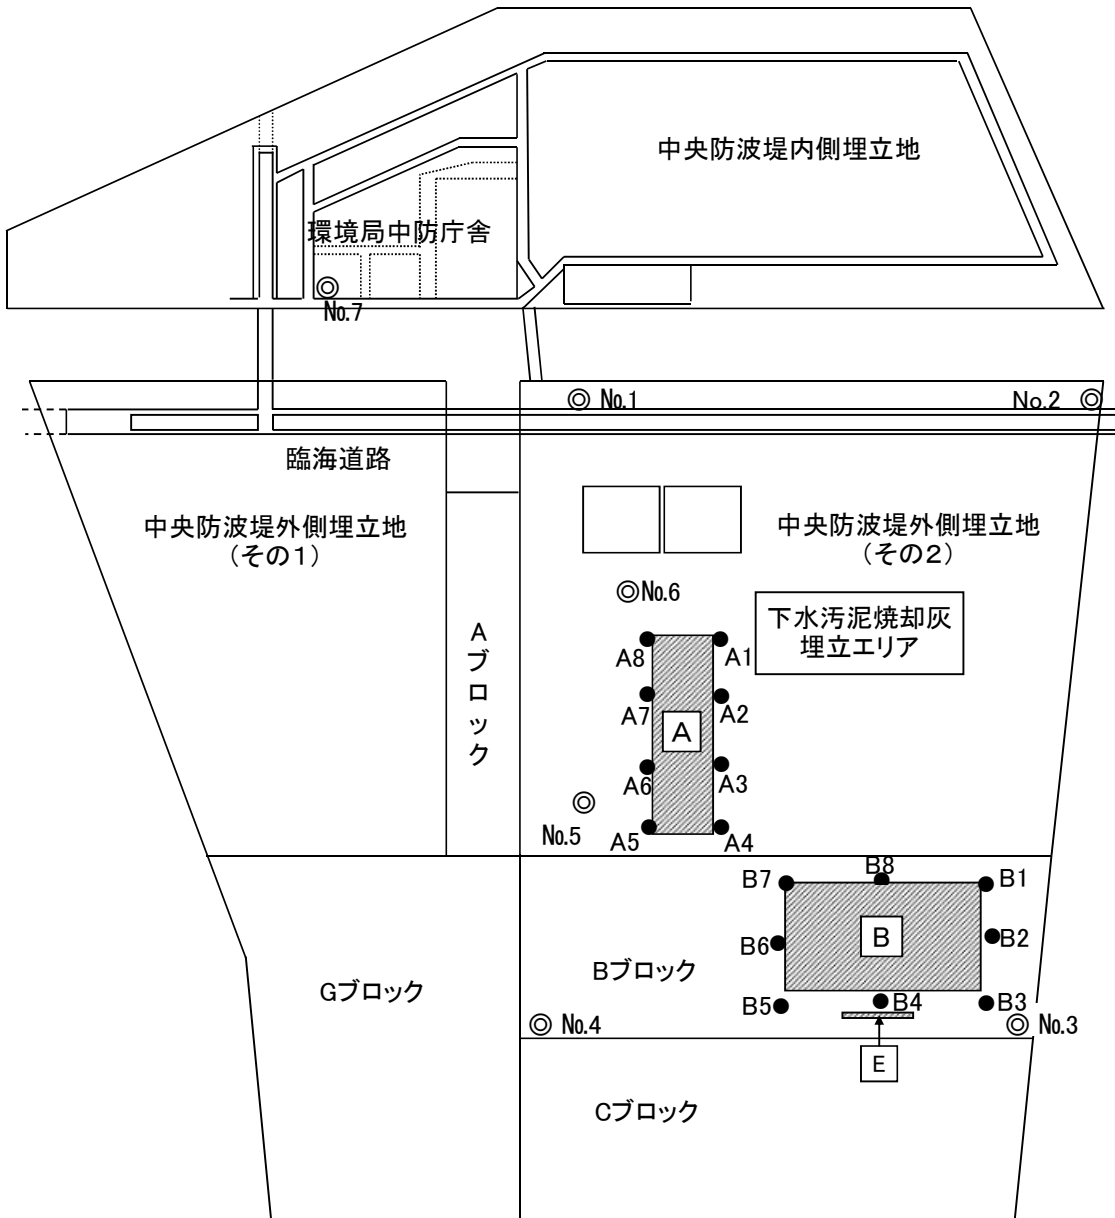 中央防波堤内側埋立地
環境局中防庁舎
No.7
No.1
No.2
臨海道路
中央防波堤外側埋立地
(その1)
中央防波堤外側埋立地
(その2)
No.6
下水汚泥焼却灰
埋立エリア
Aブロック
A8
A1
A7
A2
A
A6
A3
No.5
A5
A4
B7
B8
B1
B6
B
B2
Bブロック
Gブロック
B5
B4
B3
No.4
No.3
E
Cブロック